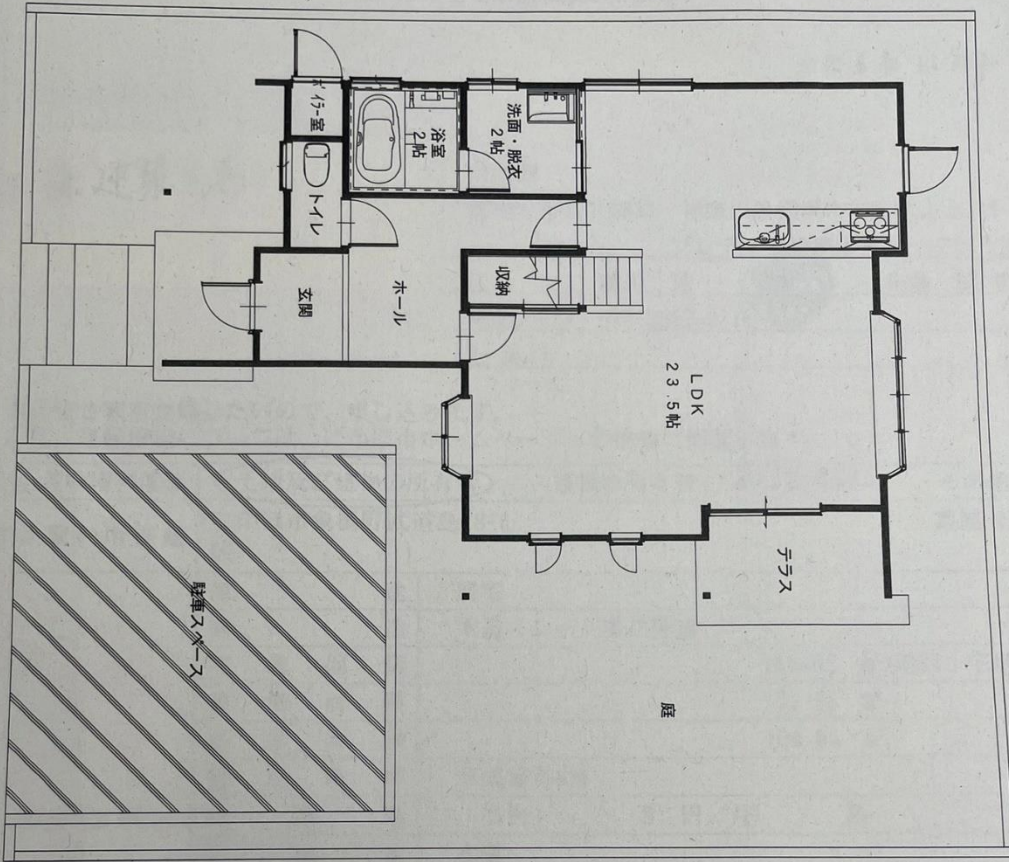 ボイラー室
浴室
2帖
洗面・脱衣
2帖
トイレ
玄関
ホール
収納
LDK
23.5帖
テラス
駐車スペース
庭